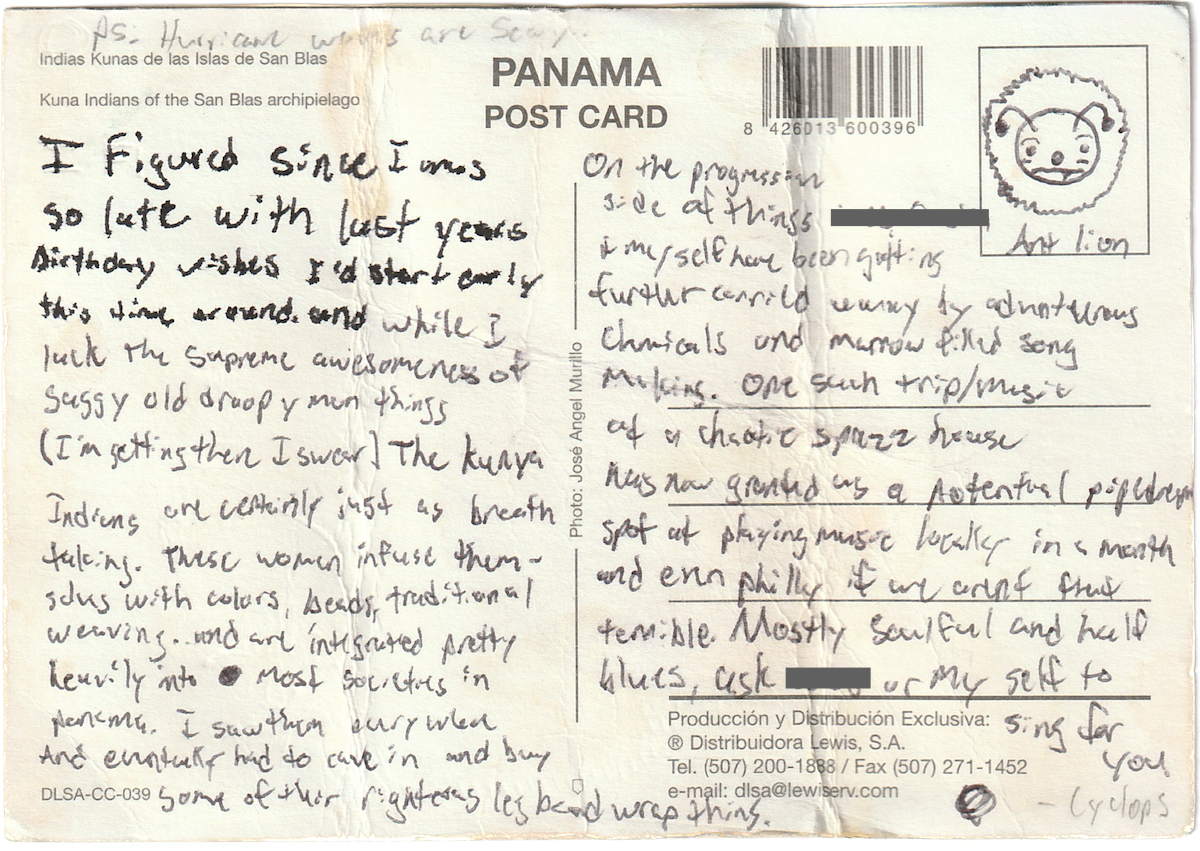 PS: Hurricane waves are scary.
Indias Kunas de las Islas de San Blas
Kuna Indians of the San Blas archipielago
PANAMA
POST CARD
8 426013 600396
Ant lion
I Figured since I was
so late with last years
Birthday wishes I'd start early
this time around. and while I
lack the supreme awesomeness of
saggy old droopy man things
(I'm getting there I swear) The kunya
Indians are certainly just as breath
taking. These women infuse them-
selves with colors, beads, traditional
weaving.. and are integrated pretty
heavily into most societies in
panama. I saw them everywhere
And eventually had to cave in and buy
some of their righteous leg bead wrap things.
DLSA-CC-039
Photo: José Angel Murillo
On the progression
side of things
& myself have been getting
further carried away by adventurous
chemicals and marrow filled song
making. One such trip/music
at a chaotic spazz house
has now granted us a potential pipedream
spot at playing music locally in a month
and even philly if we arent that
terrible. Mostly soulful and half
blues, ask or my self to
sing for
you
- Cyclops
Producción y Distribución Exclusiva:
® Distribuidora Lewis, S.A.
Tel. (507) 200-1888 / Fax (507) 271-1452
e-mail: dlsa@lewiserv.com